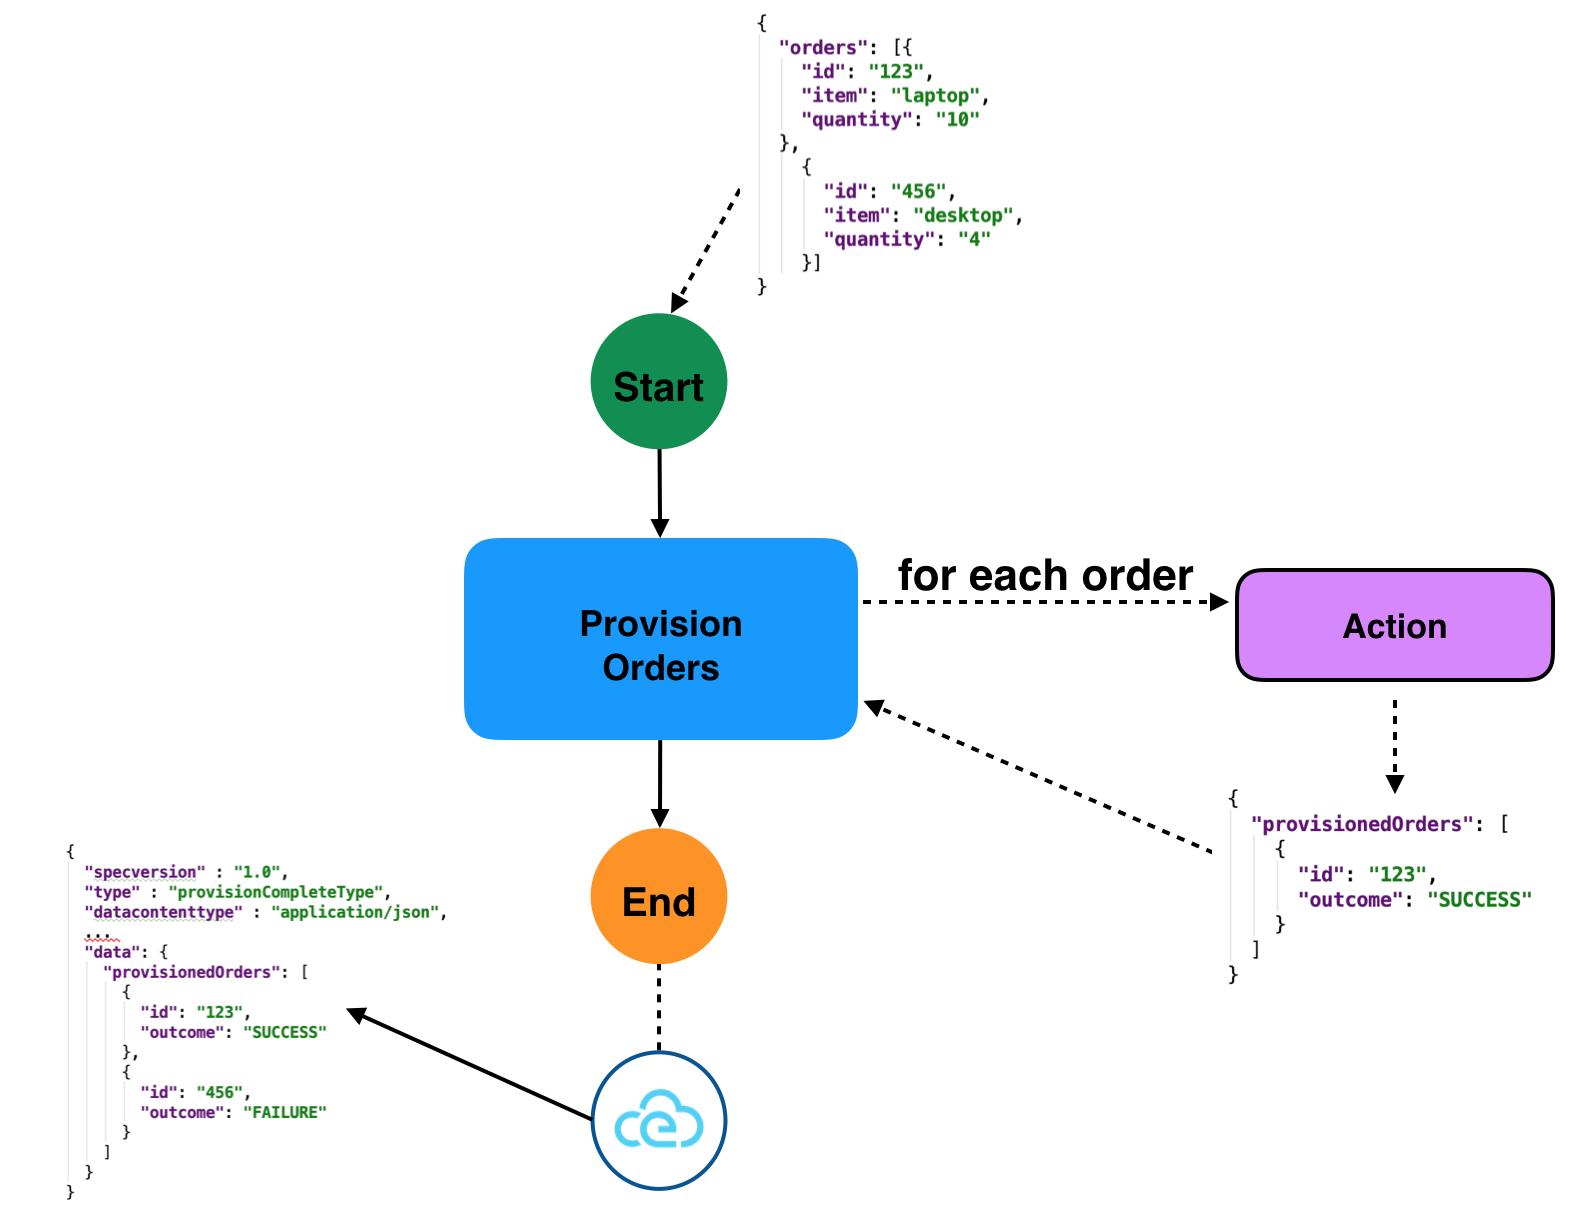 {
  "orders": [{
    "id": "123",
    "item": "laptop",
    "quantity": "10"
  },
    {
      "id": "456",
      "item": "desktop",
      "quantity": "4"
    }]
}
Start
Provision
Orders
for each order
Action
{
  "provisionedOrders": [
    {
      "id": "123",
      "outcome": "SUCCESS"
    }
  ]
}
End
{
  "specversion" : "1.0",
  "type" : "provisionCompleteType",
  "datacontenttype" : "application/json",
  ...
  "data": {
    "provisionedOrders": [
      {
        "id": "123",
        "outcome": "SUCCESS"
      },
      {
        "id": "456",
        "outcome": "FAILURE"
      }
    ]
  }
}